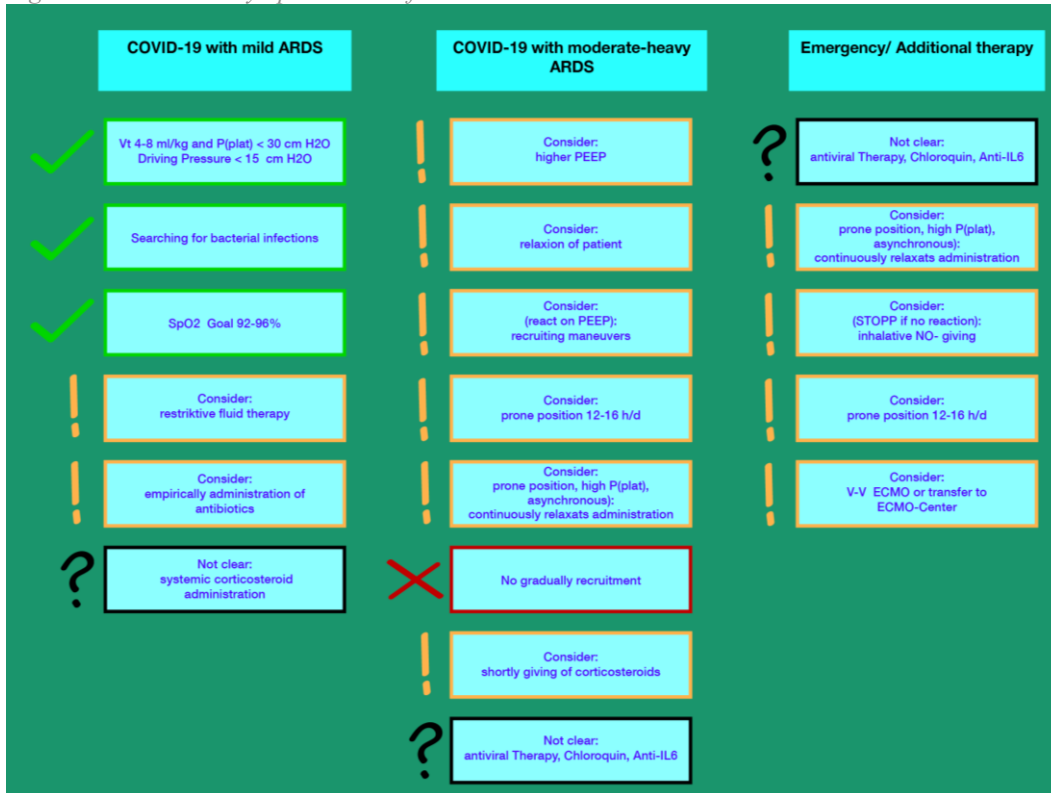 COVID-19 with mild ARDS
Vt 4-8 ml/kg and P(plat) < 30 cm H2O
Driving Pressure < 15 cm H2O
Searching for bacterial infections
SpO2 Goal 92-96%
Consider:
restriktive fluid therapy
Consider:
empirically administration of
antibiotics
Not clear:
systemic corticosteroid
administration
COVID-19 with moderate-heavy
ARDS
Consider:
higher PEEP
Consider:
relaxion of patient
Consider:
(react on PEEP):
recruiting maneuvers
Consider:
prone position 12-16 h/d
Consider:
prone position, high P(plat),
asynchronous):
continuously relaxats administration
No gradually recruitment
Consider:
shortly giving of corticosteroids
Not clear:
antiviral Therapy, Chloroquin, Anti-IL6
Emergency/ Additional therapy
Not clear:
antiviral Therapy, Chloroquin, Anti-IL6
Consider:
prone position, high P(plat),
asynchronous):
continuously relaxats administration
Consider:
(STOPP if no reaction):
inhalative NO- giving
Consider:
prone position 12-16 h/d
Consider:
V-V ECMO or transfer to
ECMO-Center